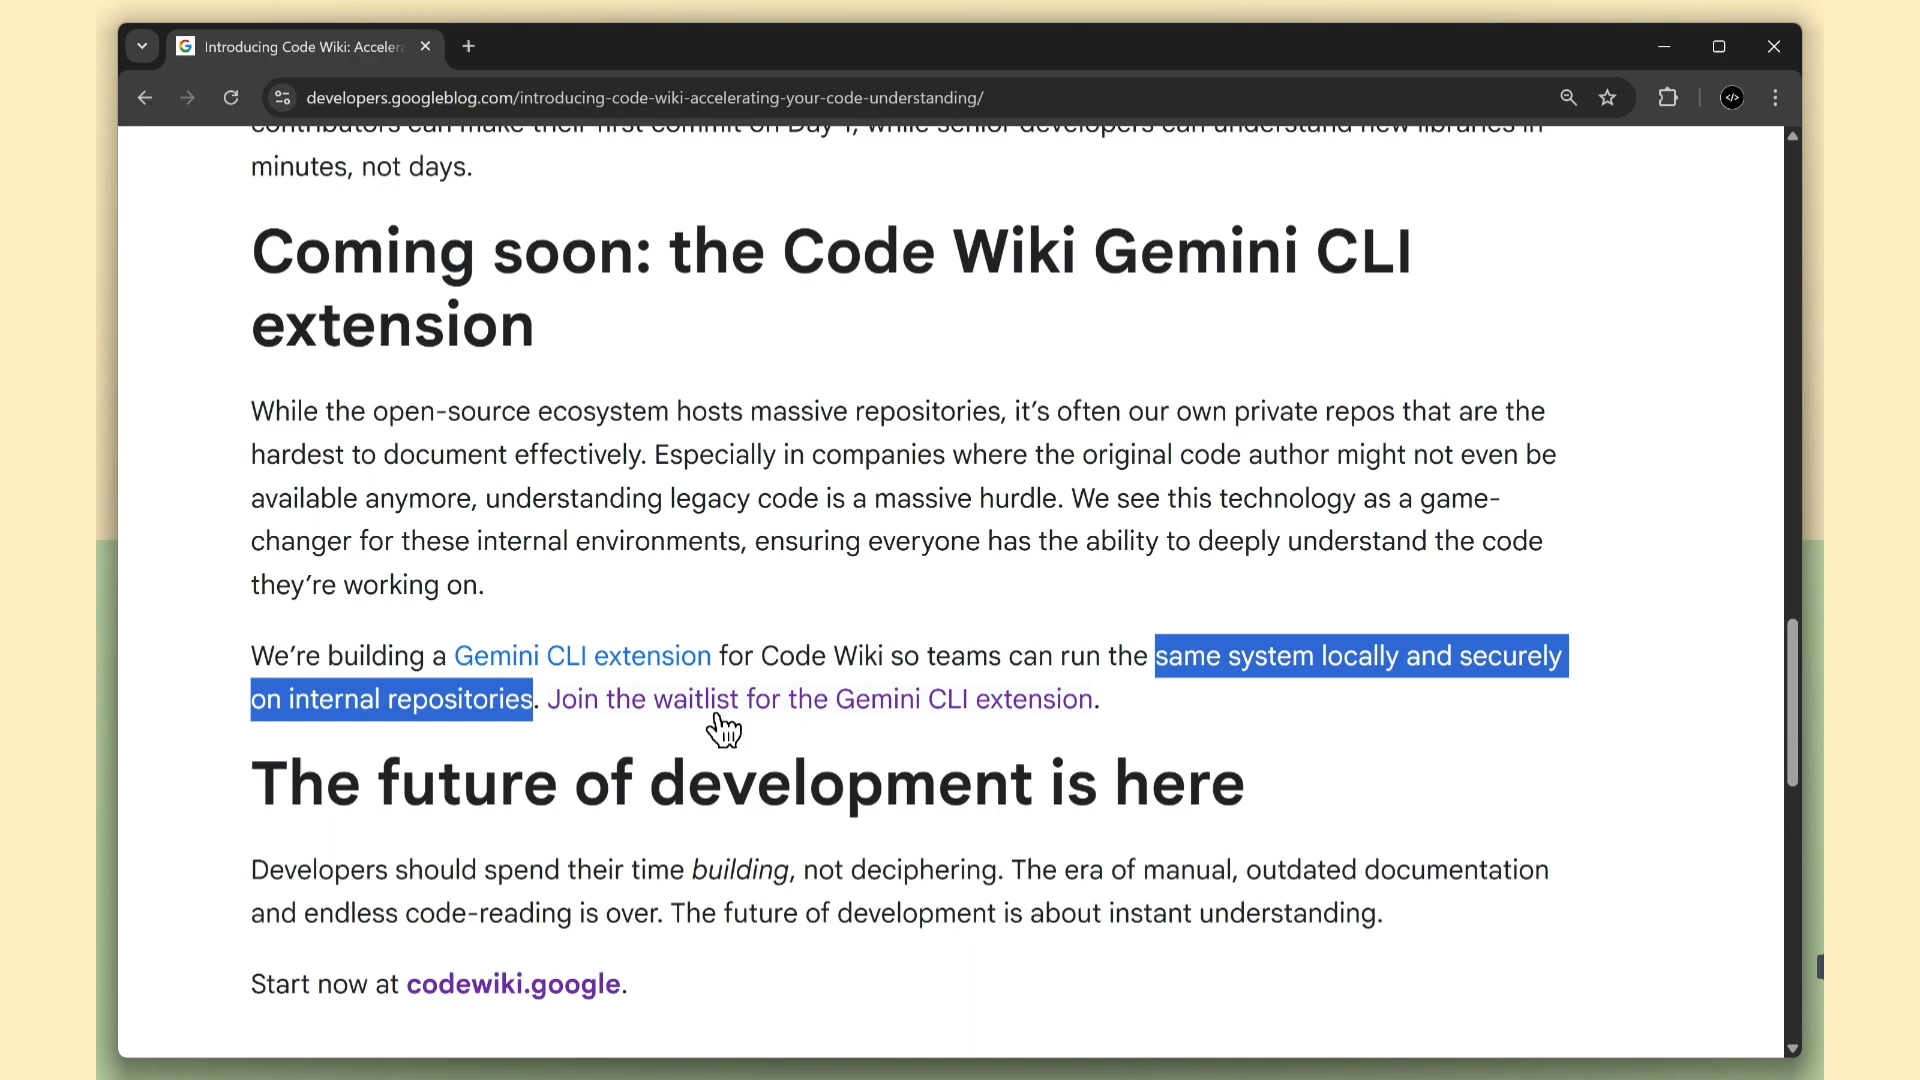 Introducing Code Wiki: Acceler
developers.googleblog.com/introducing-code-wiki-accelerating-your-code-understanding/
contributors can make their first commit on Day 1, while senior developers can understand new libraries in
minutes, not days.
Coming soon: the Code Wiki Gemini CLI
extension
While the open-source ecosystem hosts massive repositories, it’s often our own private repos that are the
hardest to document effectively. Especially in companies where the original code author might not even be
available anymore, understanding legacy code is a massive hurdle. We see this technology as a game-
changer for these internal environments, ensuring everyone has the ability to deeply understand the code
they’re working on.
We’re building a Gemini CLI extension for Code Wiki so teams can run the same system locally and securely
on internal repositories. Join the waitlist for the Gemini CLI extension.
The future of development is here
Developers should spend their time building, not deciphering. The era of manual, outdated documentation
and endless code-reading is over. The future of development is about instant understanding.
Start now at codewiki.google.